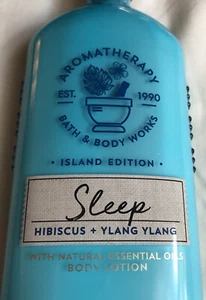 AROMATHERAPY
EST. 1990
BATH & BODY WORKS
• ISLAND EDITION •
Sleep
HIBISCUS + YLANG YLANG
WITH NATURAL ESSENTIAL OILS
BODY LOTION